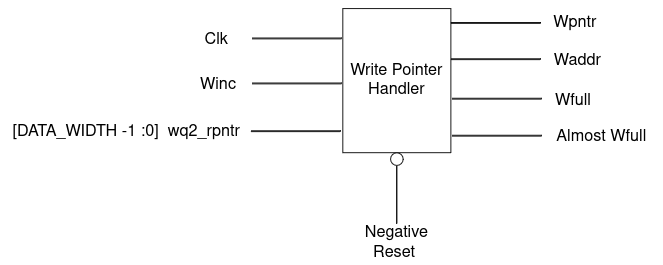 Clk
Winc
[DATA_WIDTH -1 :0] wq2_rpntr
Write Pointer
Handler
Wpntr
Waddr
Wfull
Almost Wfull
Negative
Reset